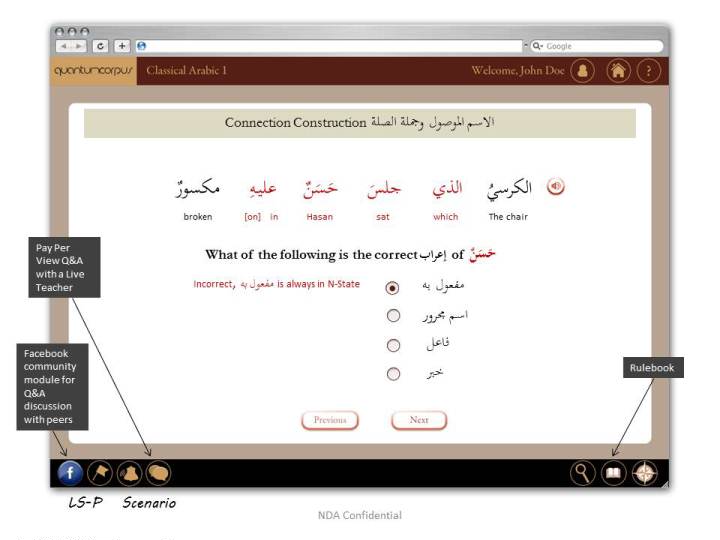 Google
quantumcorpus
Classical Arabic 1
Welcome, John Doe
?
Connection Construction الاسم الموصول وجملة الصلة
الكرسيُ الذي جلسَ حَسَنٌ عليهِ مكسورٌ
broken [on] in Hasan sat which The chair
What of the following is the correct إعراب of حَسَنٌ
Incorrect, مفعول به is always in N-State
مفعول به
اسم مجرور
فاعل
خبر
Previous
Next
Pay Per
View Q&A
with a Live
Teacher
Facebook
community
module for
Q&A
discussion
with peers
Rulebook
f
LS-P Scenario
NDA Confidential